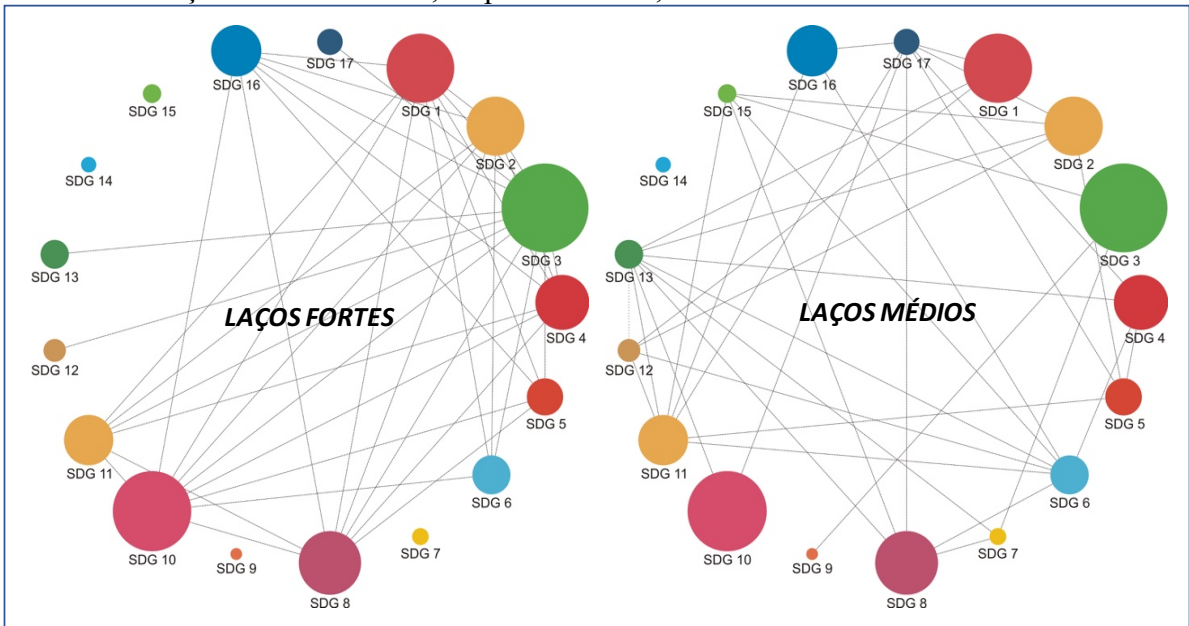 SDG 16
SDG 17
SDG 1
SDG 15
SDG 2
SDG 14
SDG 3
SDG 13
LAÇOS FORTES
SDG 4
SDG 12
SDG 5
SDG 11
SDG 6
SDG 10
SDG 9
SDG 7
SDG 8
SDG 16
SDG 17
SDG 1
SDG 15
SDG 2
SDG 14
SDG 3
SDG 13
LAÇOS MÉDIOS
SDG 4
SDG 12
SDG 5
SDG 11
SDG 6
SDG 10
SDG 9
SDG 7
SDG 8